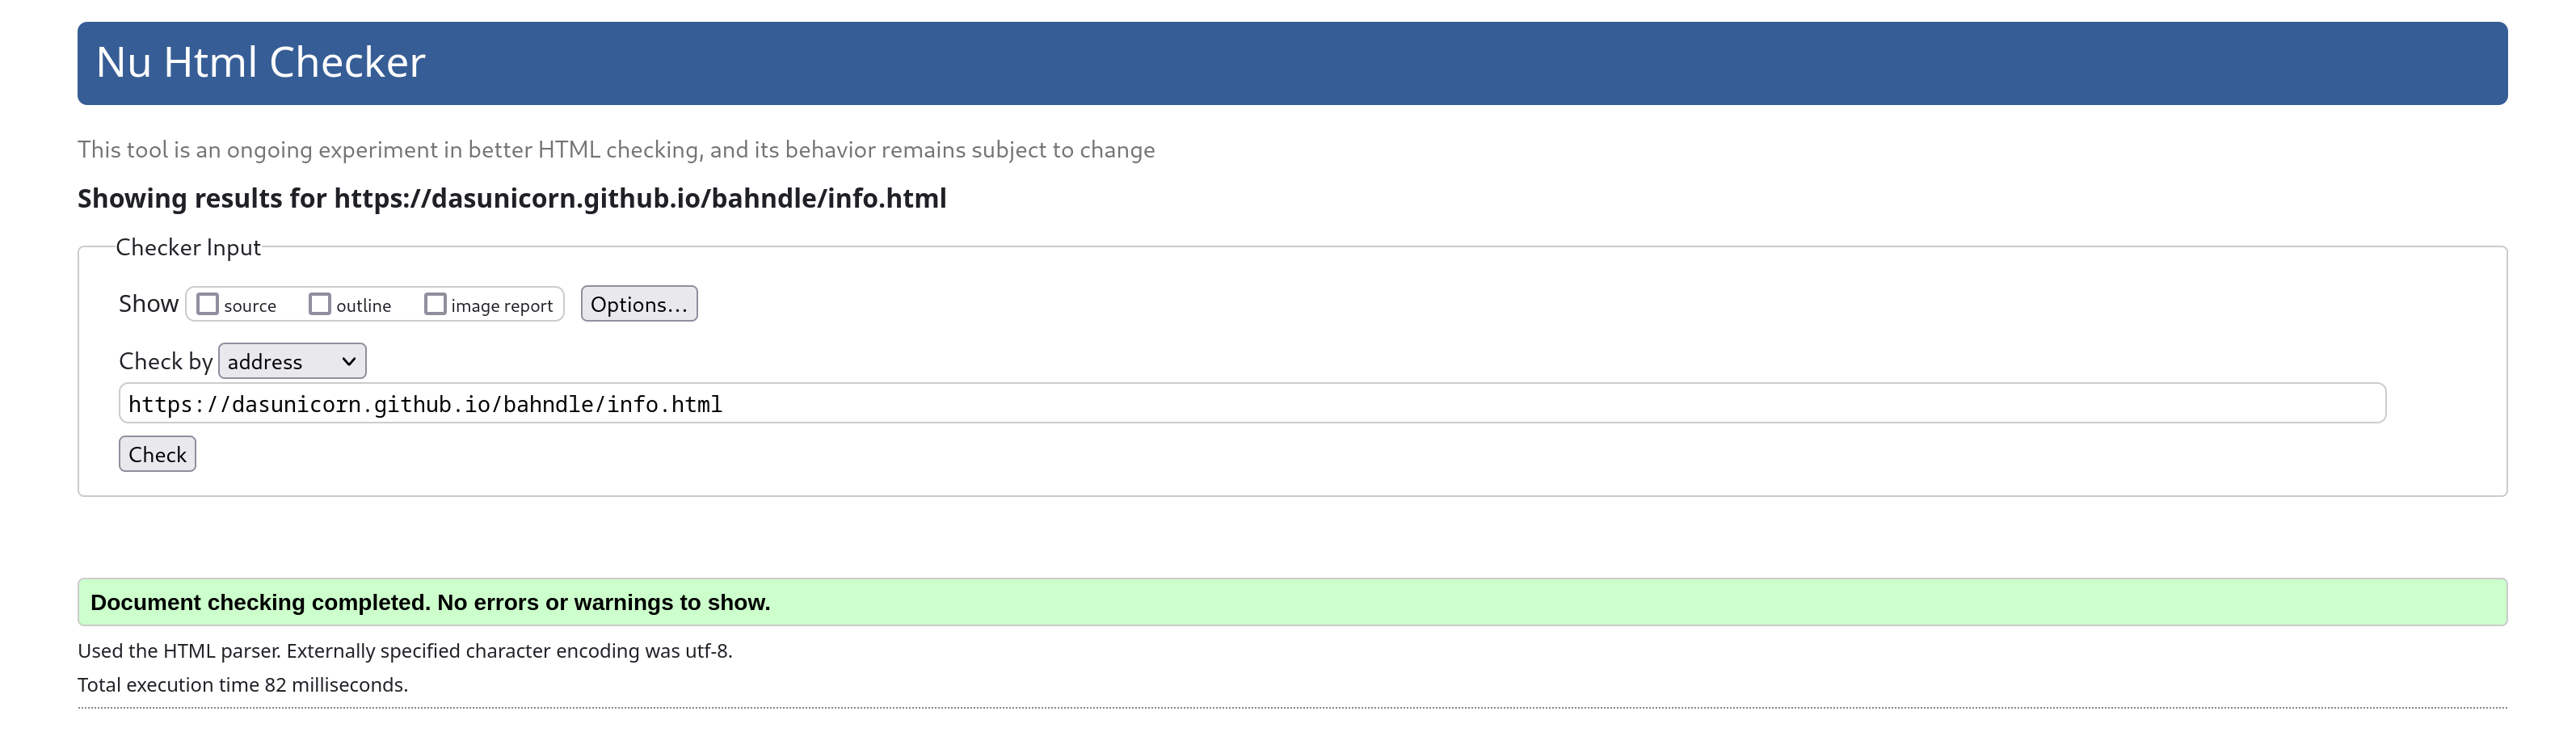 Nu Html Checker
This tool is an ongoing experiment in better HTML checking, and its behavior remains subject to change
Showing results for https://dasunicorn.github.io/bahndle/info.html
Checker Input
Show source outline image report Options...
Check by address
https://dasunicorn.github.io/bahndle/info.html
Check
Document checking completed. No errors or warnings to show.
Used the HTML parser. Externally specified character encoding was utf-8.
Total execution time 82 milliseconds.